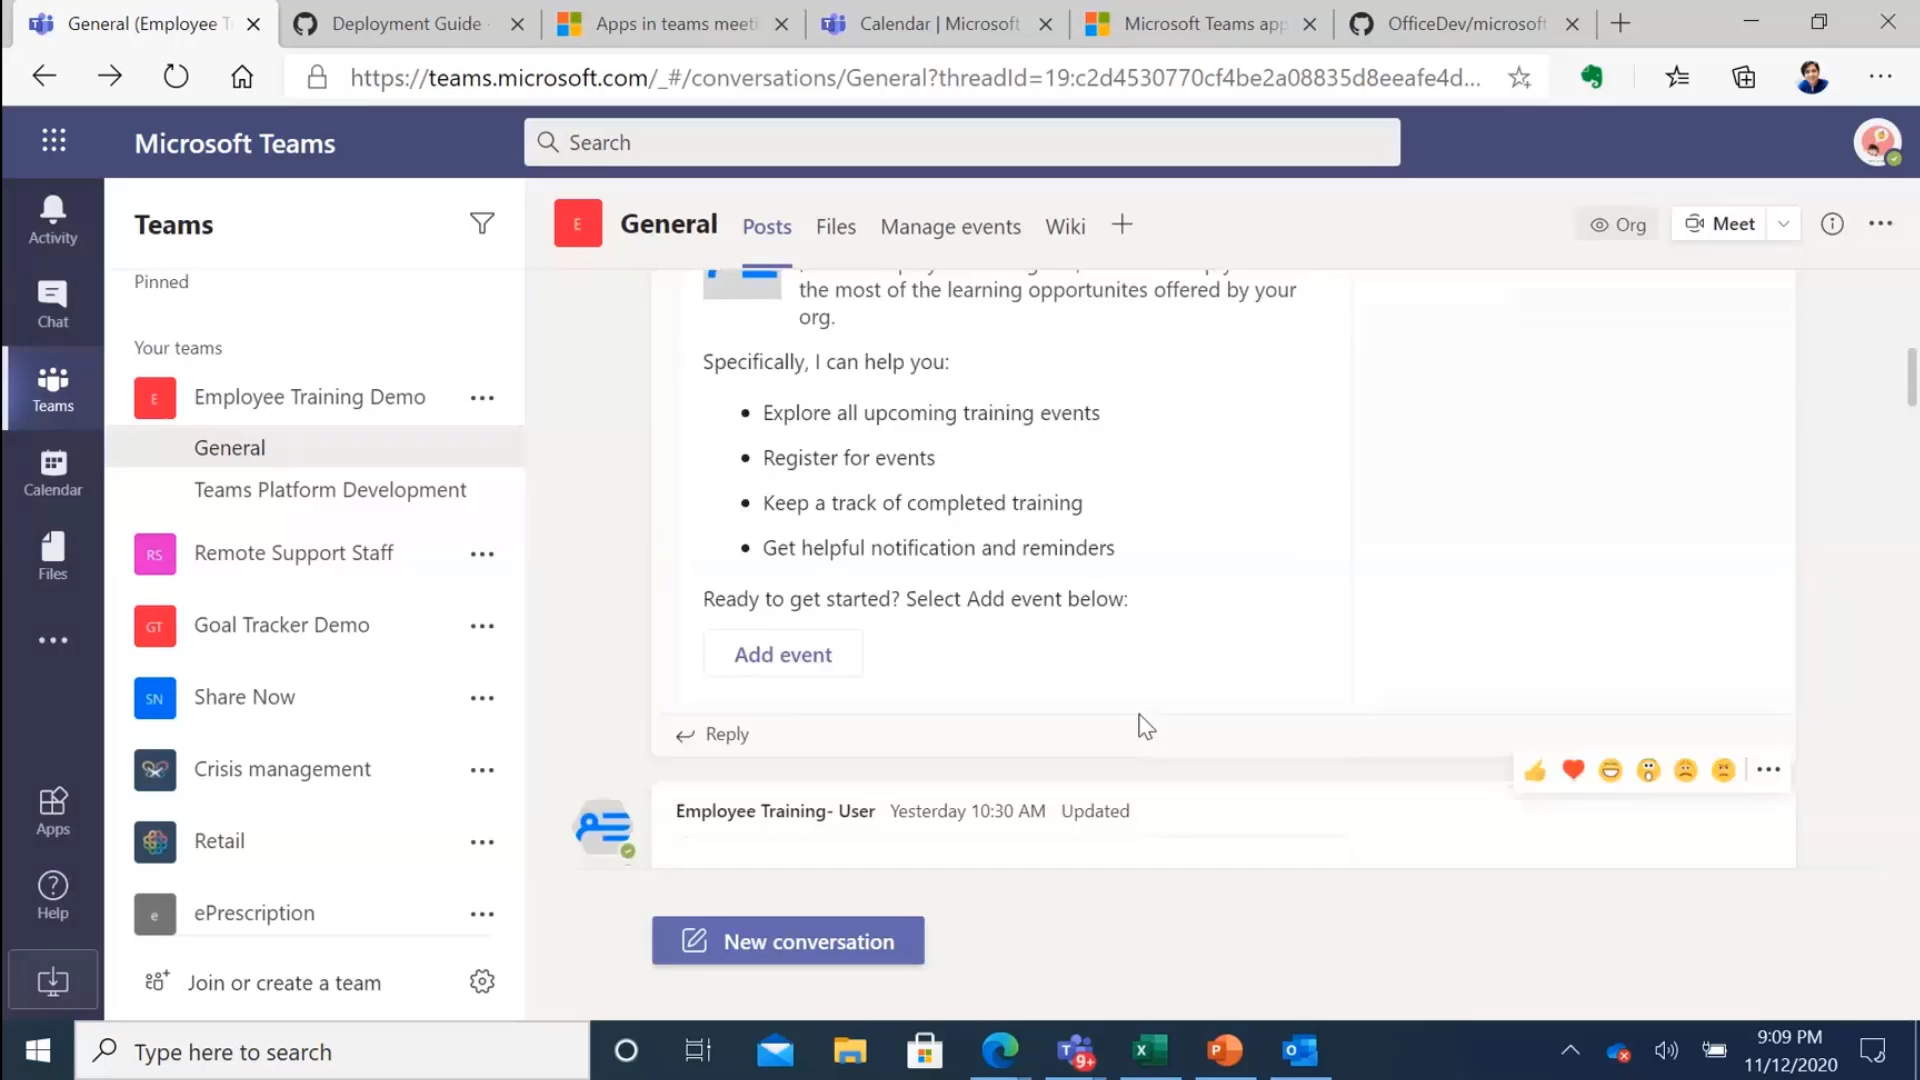 General (Employee T
Deployment Guide
Apps in teams meeti
Calendar | Microsoft
Microsoft Teams app
OfficeDev/microsoft
https://teams.microsoft.com/_#/conversations/General?threadId=19:c2d4530770cf4be2a08835d8eeafe4d...
Microsoft Teams
Search
Activity
Chat
Teams
Calendar
Files
Apps
Help
Teams
Pinned
Your teams
E
Employee Training Demo
General
Teams Platform Development
RS
Remote Support Staff
GT
Goal Tracker Demo
SN
Share Now
Crisis management
Retail
e
ePrescription
Join or create a team
E
General
Posts
Files
Manage events
Wiki
Org
Meet
the most of the learning opportunites offered by your
org.
Specifically, I can help you:
• Explore all upcoming training events
• Register for events
• Keep a track of completed training
• Get helpful notification and reminders
Ready to get started? Select Add event below:
Add event
Reply
Employee Training- User Yesterday 10:30 AM Updated
New conversation
Type here to search
9+
9:09 PM
11/12/2020